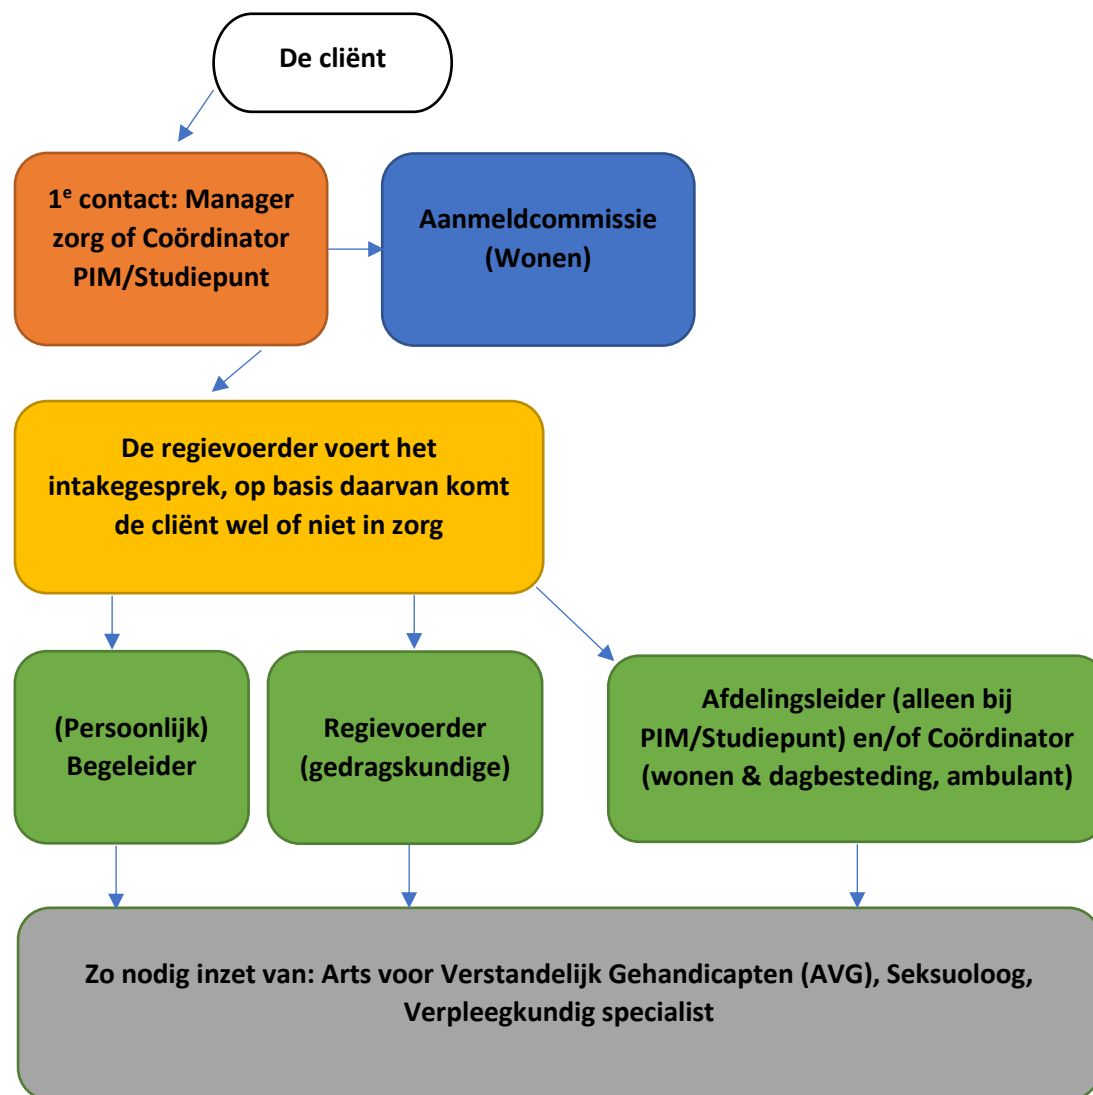 De cliënt
1e contact: Manager
zorg of Coördinator
PIM/Studiepunt
Aanmeldcommissie
(Wonen)
De regievoerder voert het
intakegesprek, op basis daarvan komt
de cliënt wel of niet in zorg
(Persoonlijk)
Begeleider
Regievoerder
(gedragskundige)
Afdelingsleider (alleen bij
PIM/Studiepunt) en/of Coördinator
(wonen & dagbesteding, ambulant)
Zo nodig inzet van: Arts voor Verstandelijk Gehandicapten (AVG), Seksuoloog,
Verpleegkundig specialist